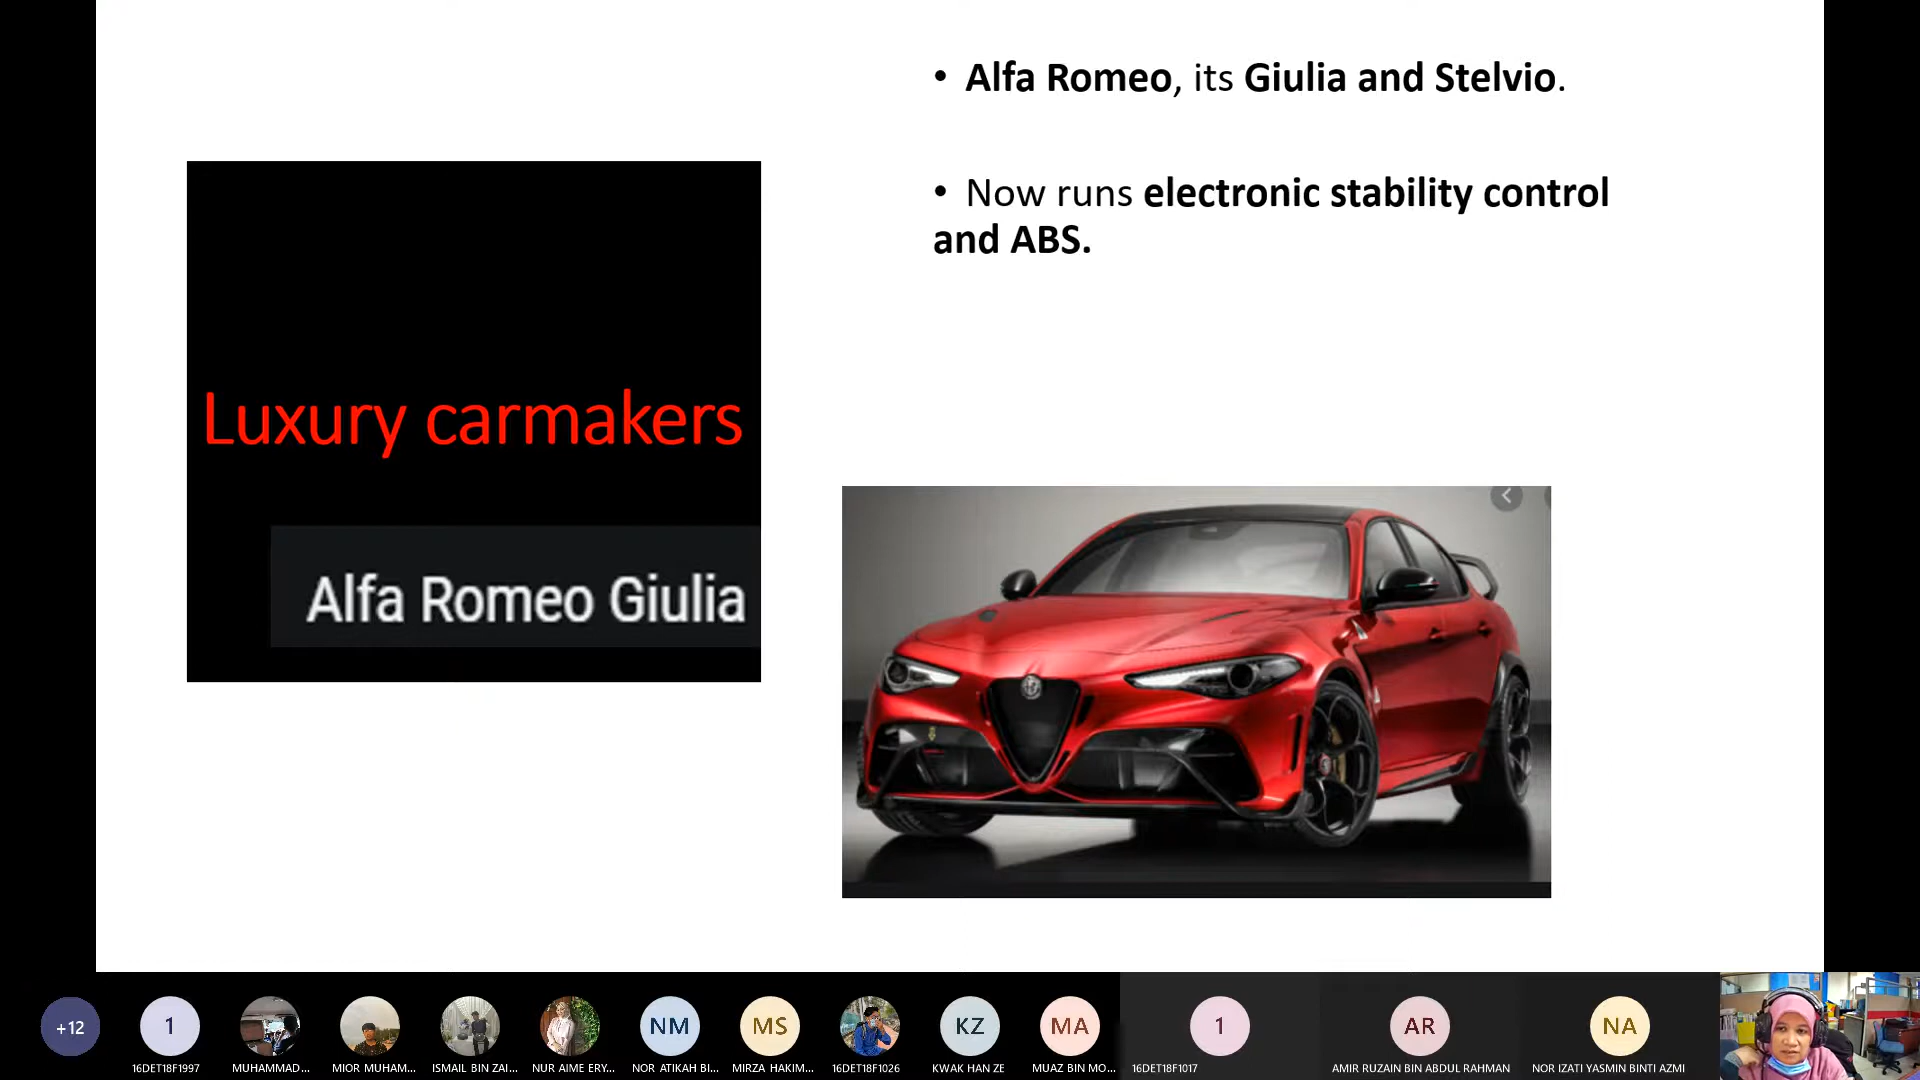 • Alfa Romeo, its Giulia and Stelvio.
• Now runs electronic stability control
and ABS.
Luxury carmakers
Alfa Romeo Giulia
+12
1
NM
MS
KZ
MA
1
AR
NA
16DET18F1997
MUHAMMAD...
MIOR MUHAM...
ISMAIL BIN ZAI...
NUR AIME ERY...
NOR ATIKAH BI...
MIRZA HAKIM...
16DET18F1026
KWAK HAN ZE
MUAZ BIN MO...
16DET18F1017
AMIR RUZAIN BIN ABDUL RAHMAN
NOR IZATI YASMIN BINTI AZMI